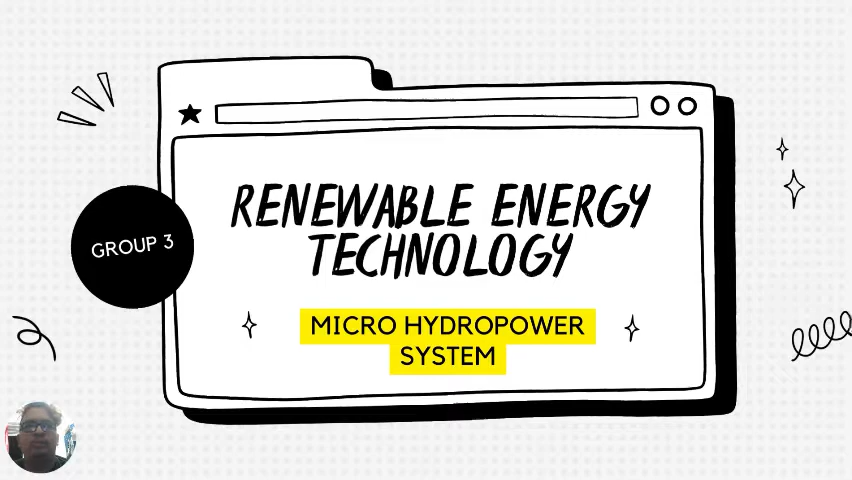 GROUP 3
RENEWABLE ENERGY
TECHNOLOGY
MICRO HYDROPOWER
SYSTEM